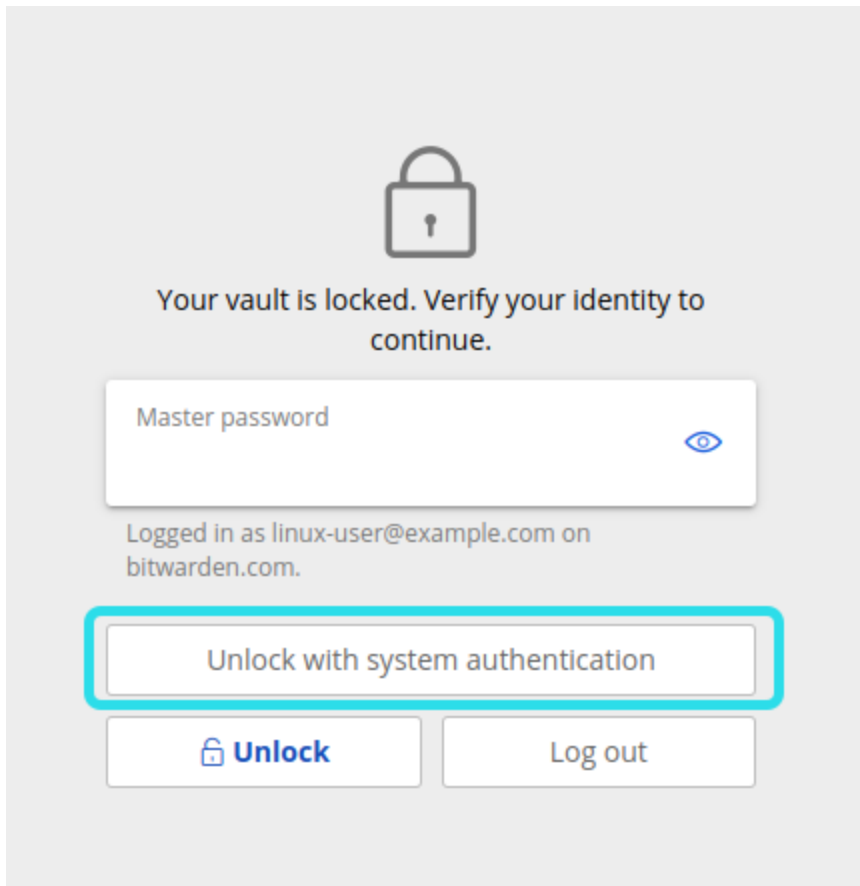 Your vault is locked. Verify your identity to
continue.
Master password
Logged in as linux-user@example.com on
bitwarden.com.
Unlock with system authentication
Unlock
Log out